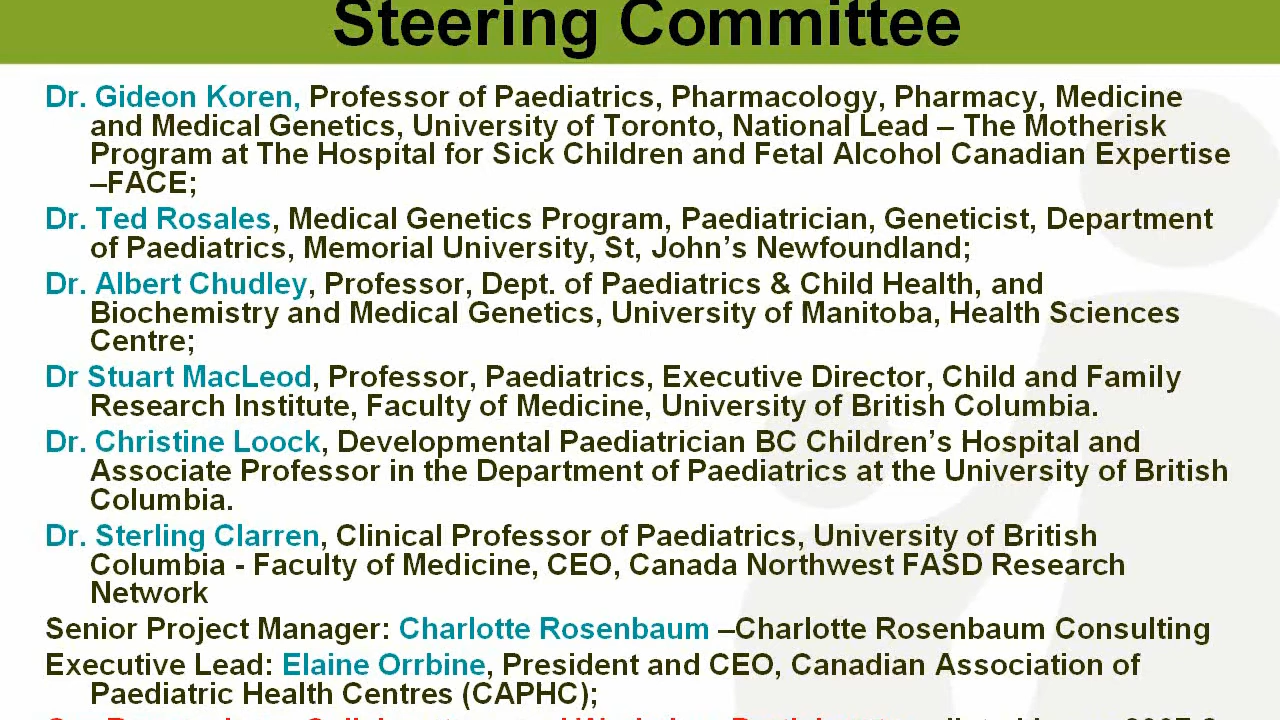 Steering Committee
Dr. Gideon Koren, Professor of Paediatrics, Pharmacology, Pharmacy, Medicine
and Medical Genetics, University of Toronto, National Lead – The Motherisk
Program at The Hospital for Sick Children and Fetal Alcohol Canadian Expertise
–FACE;
Dr. Ted Rosales, Medical Genetics Program, Paediatrician, Geneticist, Department
of Paediatrics, Memorial University, St, John's Newfoundland;
Dr. Albert Chudley, Professor, Dept. of Paediatrics & Child Health, and
Biochemistry and Medical Genetics, University of Manitoba, Health Sciences
Centre;
Dr Stuart MacLeod, Professor, Paediatrics, Executive Director, Child and Family
Research Institute, Faculty of Medicine, University of British Columbia.
Dr. Christine Loock, Developmental Paediatrician BC Children's Hospital and
Associate Professor in the Department of Paediatrics at the University of British
Columbia.
Dr. Sterling Clarren, Clinical Professor of Paediatrics, University of British
Columbia - Faculty of Medicine, CEO, Canada Northwest FASD Research
Network
Senior Project Manager: Charlotte Rosenbaum –Charlotte Rosenbaum Consulting
Executive Lead: Elaine Orrbine, President and CEO, Canadian Association of
Paediatric Health Centres (CAPHC);